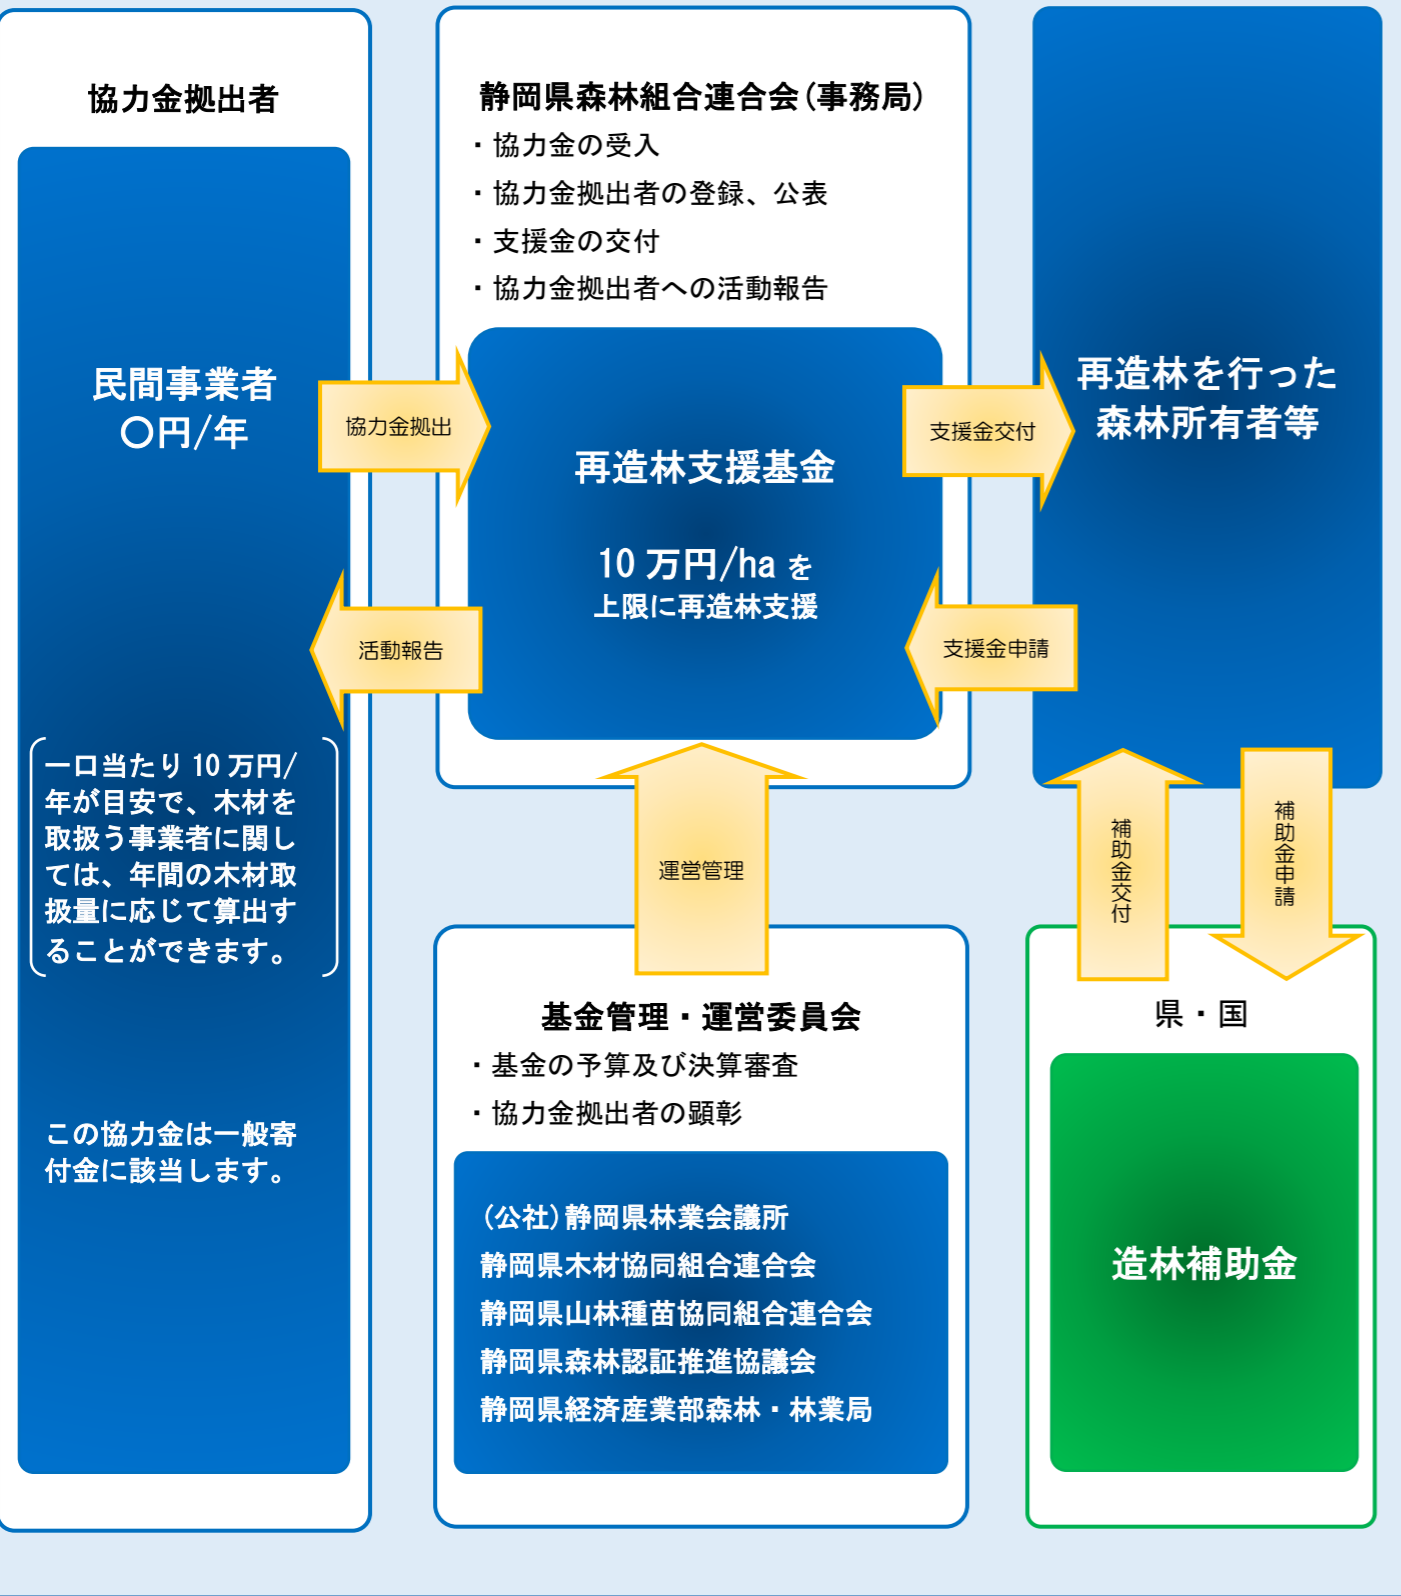 協力金拠出者
民間事業者
〇円/年
一口当たり 10 万円/
年が目安で、木材を
取扱う事業者に関し
ては、年間の木材取
扱量に応じて算出す
ることができます。
この協力金は一般寄
付金に該当します。
協力金拠出
活動報告
静岡県森林組合連合会(事務局)
・協力金の受入
・協力金拠出者の登録、公表
・支援金の交付
・協力金拠出者への活動報告
再造林支援基金
10 万円/ha を
上限に再造林支援
支援金交付
支援金申請
再造林を行った
森林所有者等
運営管理
補助金交付
補助金申請
基金管理・運営委員会
・基金の予算及び決算審査
・協力金拠出者の顕彰
(公社)静岡県林業会議所
静岡県木材協同組合連合会
静岡県山林種苗協同組合連合会
静岡県森林認証推進協議会
静岡県経済産業部森林・林業局
県・国
造林補助金